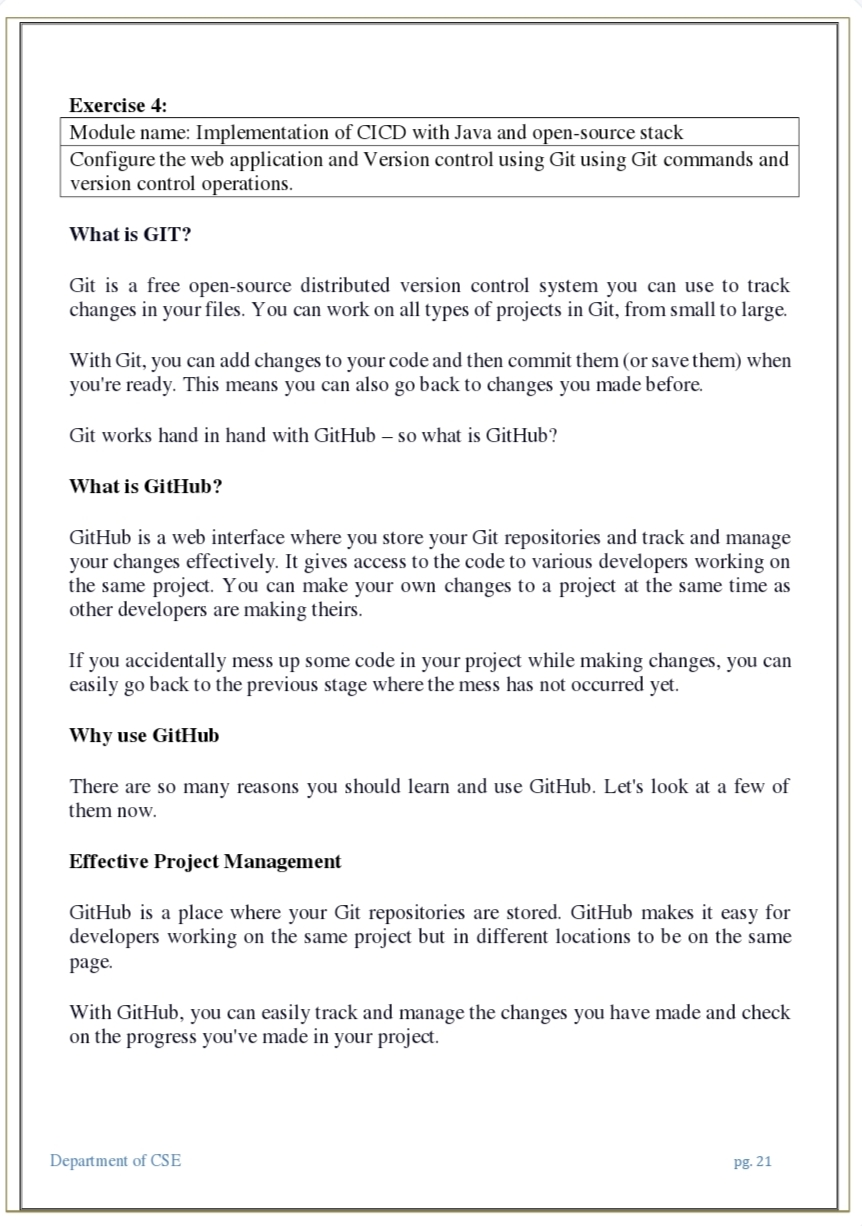 Exercise 4:
Module name: Implementation of CICD with Java and open-source stack
Configure the web application and Version control using Git using Git commands and
version control operations.
What is GIT?
Git is a free open-source distributed version control system you can use to track
changes in your files. You can work on all types of projects in Git, from small to large.
With Git, you can add changes to your code and then commit them (or save them) when
you're ready. This means you can also go back to changes you made before.
Git works hand in hand with GitHub – so what is GitHub?
What is GitHub?
GitHub is a web interface where you store your Git repositories and track and manage
your changes effectively. It gives access to the code to various developers working on
the same project. You can make your own changes to a project at the same time as
other developers are making theirs.
If you accidentally mess up some code in your project while making changes, you can
easily go back to the previous stage where the mess has not occurred yet.
Why use GitHub
There are so many reasons you should learn and use GitHub. Let's look at a few of
them now.
Effective Project Management
GitHub is a place where your Git repositories are stored. GitHub makes it easy for
developers working on the same project but in different locations to be on the same
page.
With GitHub, you can easily track and manage the changes you have made and check
on the progress you've made in your project.
Department of CSE
pg. 21